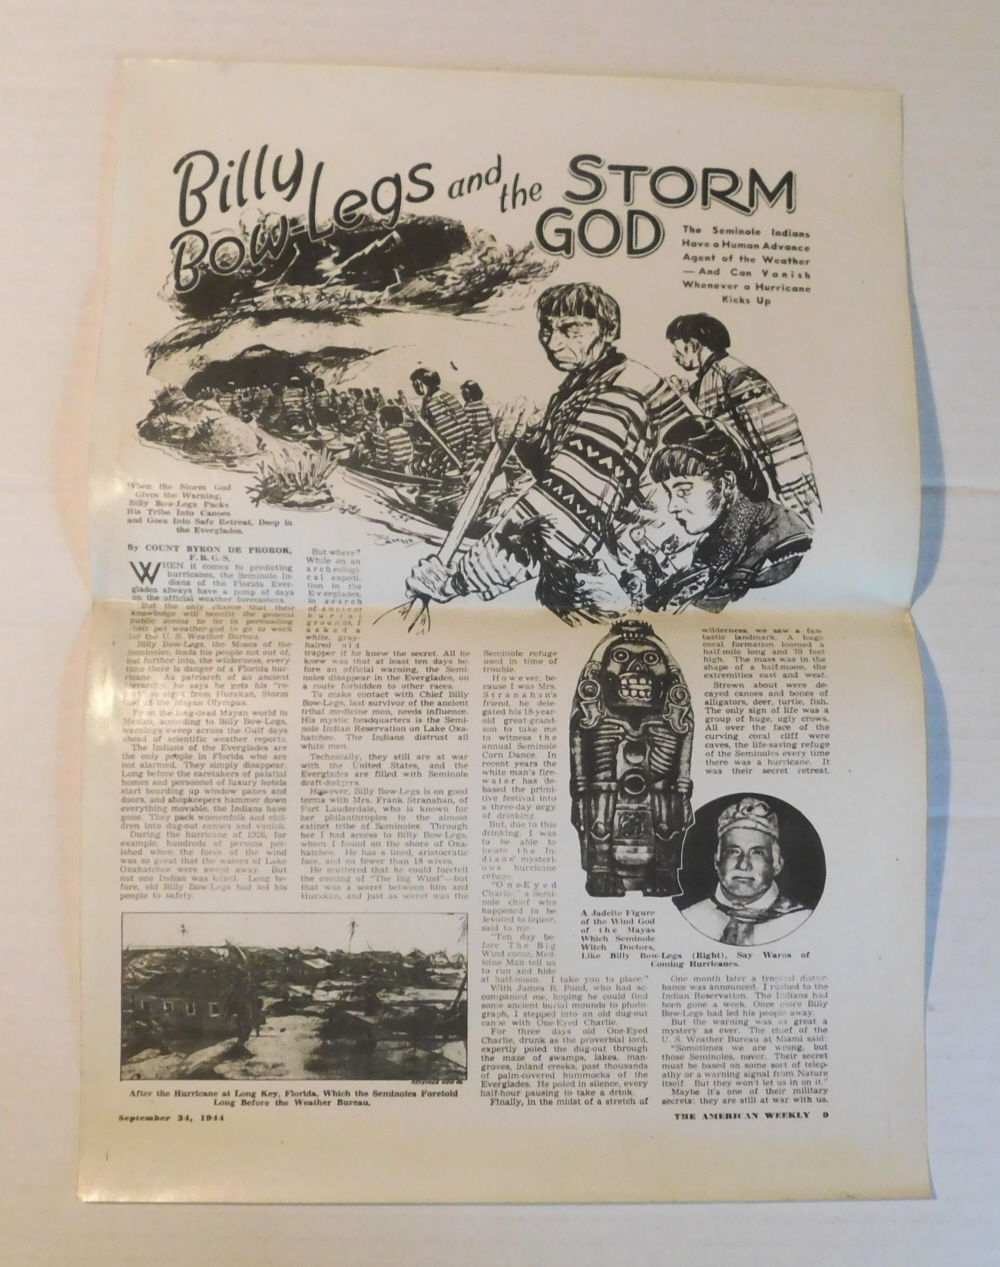 Billy Bow-Legs and the STORM GOD
The Seminole Indians
Have a Human Advance
Agent of the Weather
— And Can Vanish
Whenever a Hurricane
Kicks Up
When the Storm God
Gives the Warning,
Billy Bow-Legs Packs
His Tribe Into Canoes
and Goes Into Safe Retreat, Deep in
the Everglades.
By COUNT BYRON DE PROROK,
F. R. G. S.
WHEN it comes to predicting
hurricanes, the Seminole In-
dians of the Florida Ever-
glades always have a jump of days
on the official weather forecasters.
But the only chance that their
knowledge will benefit the general
public seems to lie in persuading
their pet weather-god to go to work
for the U. S. Weather Bureau.
Billy Bow-Legs, the Moses of the
Seminoles, leads his people not out of,
but further into, the wilderness, every
time there is danger of a Florida hur-
ricane. As patriarch of an ancient
hierarchy, he says he gets his
sign from Hurakan, Storm
God of the Mayan Olympus.
From the long-dead Mayan world in
Mexico, according to Billy Bow-Legs,
warnings sweep across the Gulf days
ahead of scientific weather reports.
The Indians of the Everglades are
the only people in Florida who are
not alarmed. They simply disappear.
Long before the caretakers of palatial
homes and personnel of luxury hotels
start boarding up window panes and
doors, and shopkeepers hammer down
everything movable, the Indians have
gone. They pack womenfolk and chil-
dren into dug-out canoes and vanish.
During the hurricane of 1926, for
example, hundreds of persons per-
ished when the force of the wind
was so great that the waters of Lake
Oxahatchee were swept away. But
not one Indian was killed. Long be-
fore, old Billy Bow-Legs had led his
people to safety.
But where?
While on an
archeologi-
cal expedi-
tion in the
Everglades,
in search
of ancient
burial
grounds, I
asked a
white, gray-
haired old
trapper if he knew the secret. All he
knew was that at least ten days be-
fore an official warning, the Semi-
noles disappear in the Everglades, on
a route forbidden to other races.
To make contact with Chief Billy
Bow-Legs, last survivor of the ancient
tribal medicine men, needs influence.
His mystic headquarters is the Semi-
nole Indian Reservation on Lake Oxa-
hatchee. The Indians distrust all
white men.
Technically, they still are at war
with the United States, and the
Everglades are filled with Seminole
draft-dodgers.
However, Billy Bow-Legs is on good
terms with Mrs. Frank Stranahan, of
Fort Lauderdale, who is known for
her philanthropies to the almost
extinct tribe of Seminoles. Through
her I had access to Billy Bow-Legs,
whom I found on the shore of Oxa-
hatchee. He has a lined, aristocratic
face, and no fewer than 18 wives.
He muttered that he could foretell
the coming of "The Big Wind"—but
that was a secret between him and
Huraken, and just as secret was the
Seminole refuge
used in time of
trouble.
However, be-
cause I was Mrs.
Stranahan's
friend, he dele-
gated his 18-year-
old great-grand-
son to take me
to witness the
annual Seminole
Corn Dance. In
recent years the
white man's fire-
water has de-
based the primi-
tive festival into
a three-day orgy
of drinking.
But, due to this
drinking, I was
to be able to
locate the In-
dians' mysteri-
ous hurricane
refuge.
"One-Eyed
Charlie," a Semi-
nole chief who
happened to be
devoted to liquor,
said to me
"Ten day be-
fore The Big
Wind come, Med-
icine Man tell us
to run and hide
at half-moon. I take you to place."
With James B. Pond, who had ac-
companied me, hoping he could find
some ancient burial mounds to photo-
graph, I stepped into an old dug-out
canoe with One-Eyed Charlie.
For three days old One-Eyed
Charlie, drunk as the proverbial lord,
expertly poled the dug-out through
the maze of swamps, lakes, man-
groves, inland creeks, past thousands
of palm-covered hummocks of the
Everglades. He poled in silence, every
half-hour pausing to take a drink.
Finally, in the midst of a stretch of
wilderness, we saw a fan-
tastic landmark. A huge
coral formation loomed a
half-mile long and 70 feet
high. The mass was in the
shape of a half-moon, the
extremities east and west.
Strewn about were de-
cayed canoes and bones of
alligators, deer, turtle, fish.
The only sign of life was a
group of huge, ugly crows.
All over the face of the
curving coral cliff were
caves, the life-saving refuge
of the Seminoles every time
there was a hurricane. It
was their secret retreat.
A Jadeite Figure
of the Wind God
of the Mayas
Which Seminole
Witch Doctors,
Like Billy Bow-Legs (Right), Say Warns of
Coming Hurricanes.
One month later a tropical distur-
bance was announced. I rushed to the
Indian Reservation. The Indians had
been gone a week. Once more Billy
Bow-Legs had led his people away.
But the warning was as great a
mystery as ever. The chief of the
U. S. Weather Bureau at Miami said:
"Sometimes we are wrong, but
those Seminoles, never. Their secret
must be based on some sort of telep-
athy or a warning signal from Nature
itself. But they won't let us in on it."
Maybe it's one of their military
secrets: they are still at war with us.
KEYSTONE VIEW CO.
After the Hurricane at Long Key, Florida, Which the Seminoles Foretold
Long Before the Weather Bureau.
September 24, 1944
THE AMERICAN WEEKLY 9